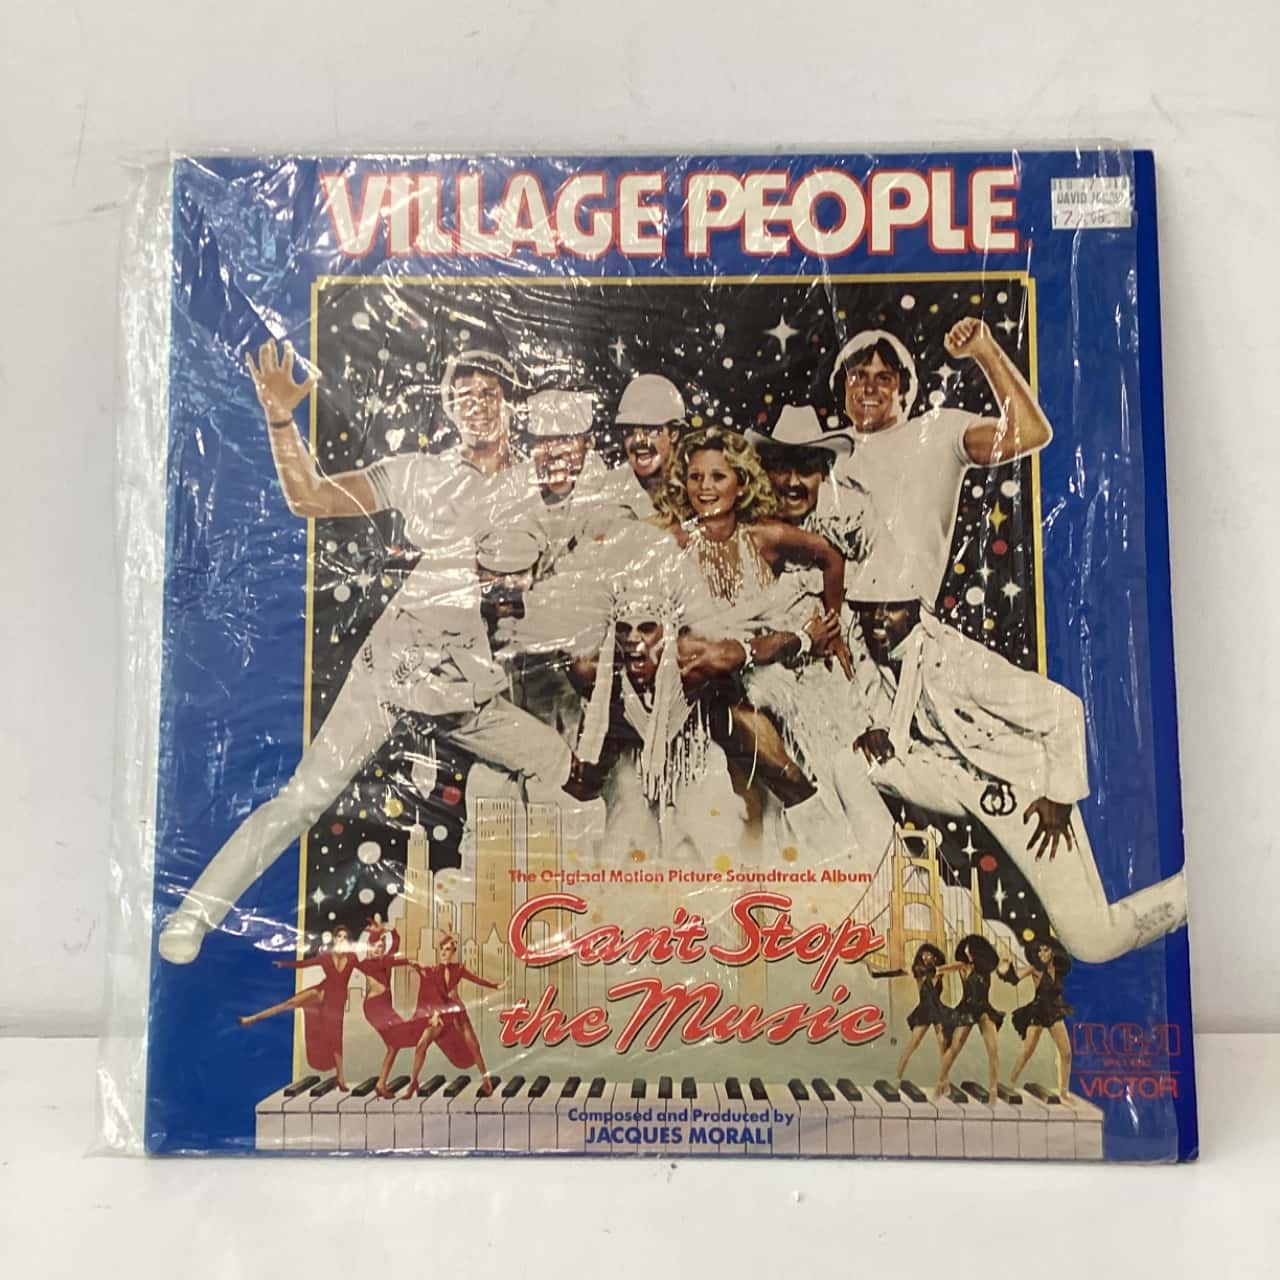 VILLAGE PEOPLE
DAVID
The Original Motion Picture Soundtrack Album
Can't Stop
the Music
RCA
VICTOR
Composed and Produced by
JACQUES MORALI